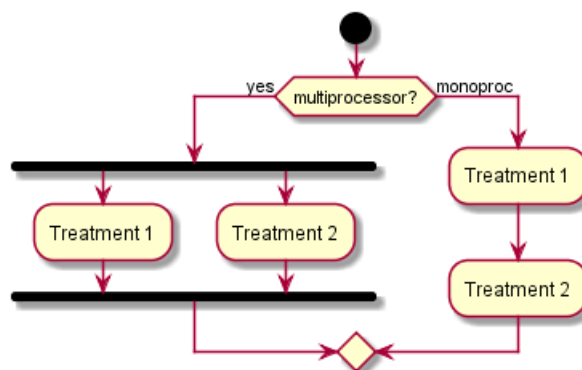 yes
multiprocessor?
monoproc
Treatment 1
Treatment 2
Treatment 1
Treatment 2